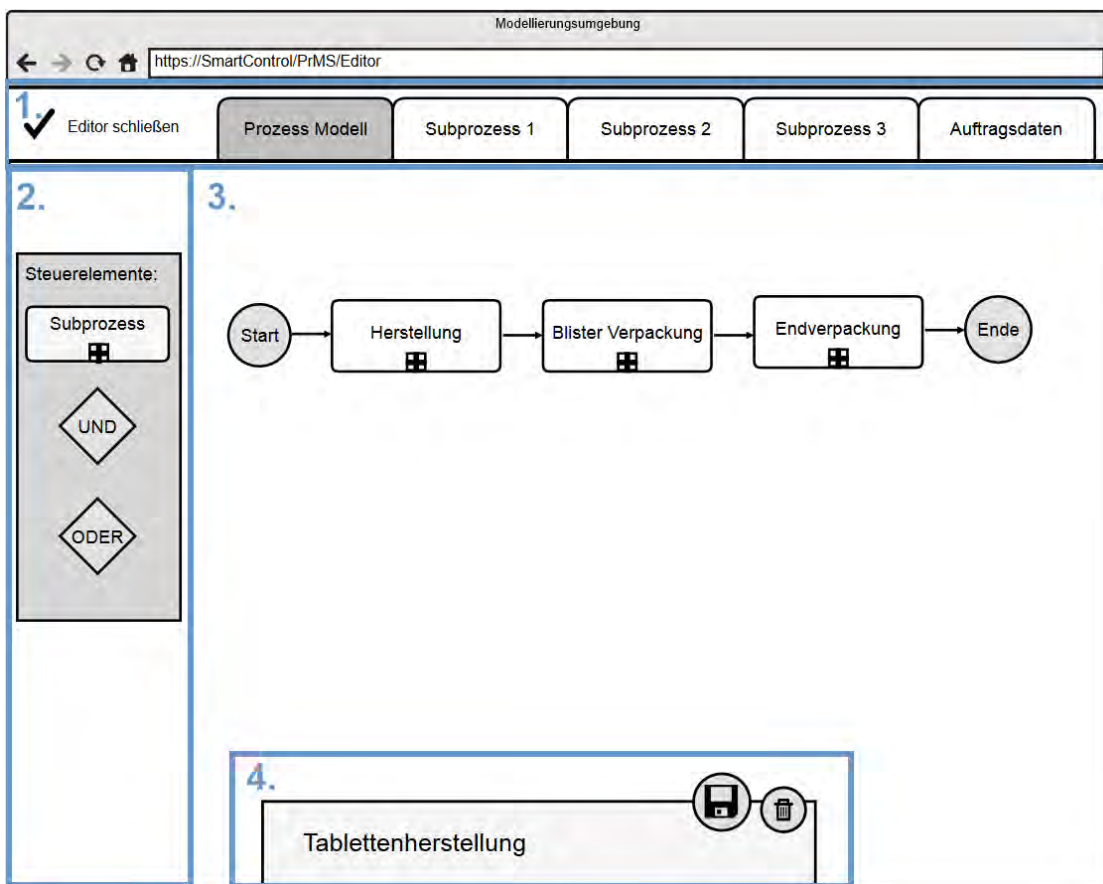 Modellierungsumgebung
https://SmartControl/PrMS/Editor
1.
Editor schließen
Prozess Modell
Subprozess 1
Subprozess 2
Subprozess 3
Auftragsdaten
2.
3.
Steuerelemente:
Subprozess
UND
ODER
Start
Herstellung
Blister Verpackung
Endverpackung
Ende
4.
Tablettenherstellung